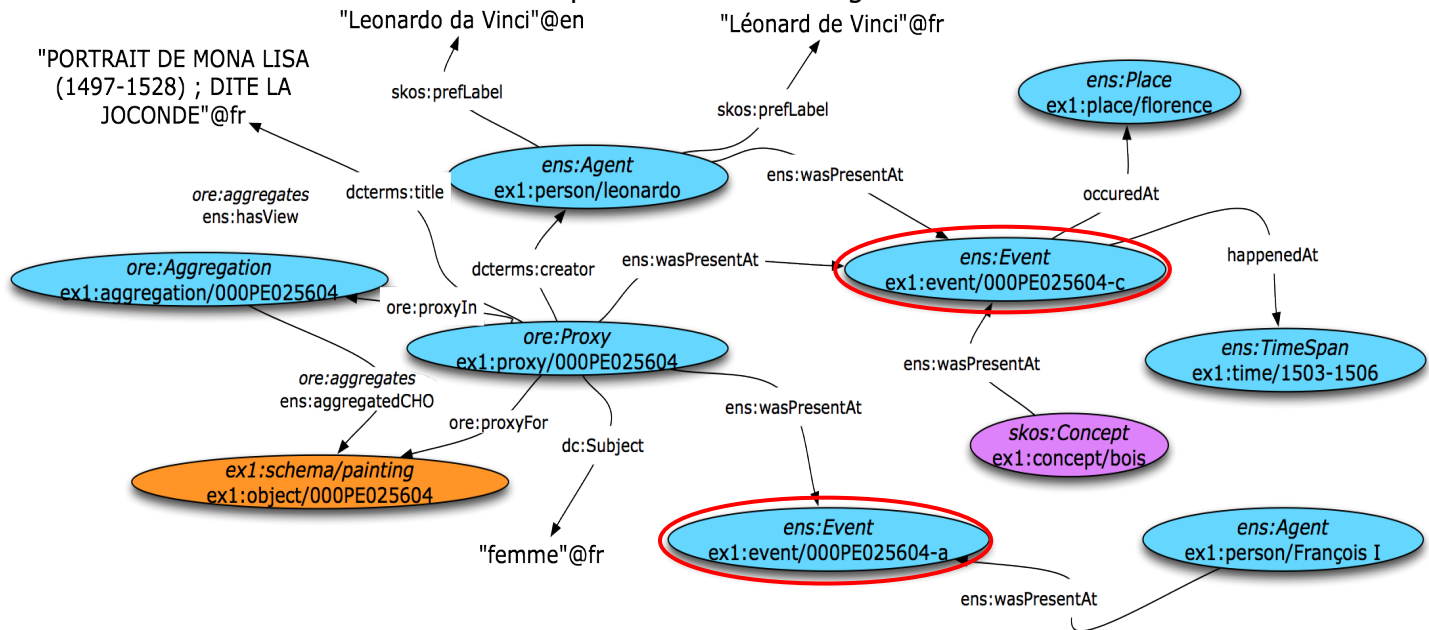 "Leonardo da Vinci"@en
"Léonard de Vinci"@fr
"PORTRAIT DE MONA LISA
(1497-1528) ; DITE LA
JOCONDE"@fr
skos:prefLabel
skos:prefLabel
ens:Place
ex1:place/florence
ens:Agent
ex1:person/leonardo
ens:wasPresentAt
occuredAt
ore:aggregates
ens:hasView
dcterms:title
ore:Aggregation
ex1:aggregation/000PE025604
dcterms:creator
ens:wasPresentAt
ens:Event
ex1:event/000PE025604-c
happenedAt
ore:proxyIn
ore:Proxy
ex1:proxy/000PE025604
ens:wasPresentAt
ens:TimeSpan
ex1:time/1503-1506
ore:aggregates
ens:aggregatedCHO
ore:proxyFor
ens:wasPresentAt
dc:Subject
skos:Concept
ex1:concept/bois
ex1:schema/painting
ex1:object/000PE025604
"femme"@fr
ens:Event
ex1:event/000PE025604-a
ens:Agent
ex1:person/François I
ens:wasPresentAt